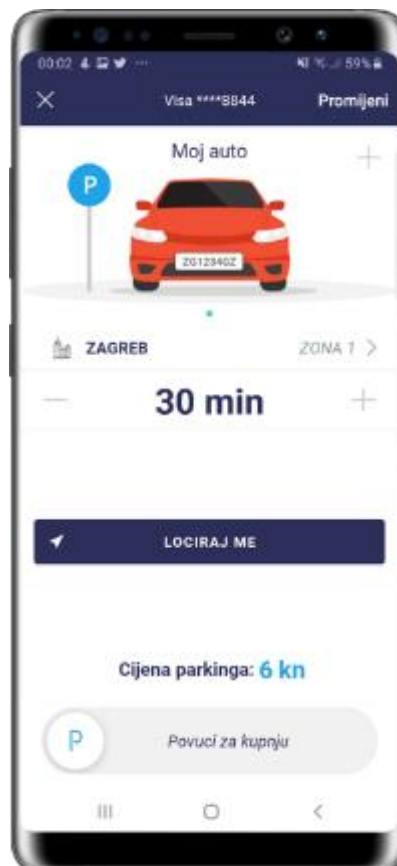 00:02
59%
Visa ****8844
Promijeni
Moj auto
P
ZG1234GZ
ZAGREB
ZONA 1
30 min
LOCIRAJ ME
Cijena parkinga: 6 kn
P
Povuci za kupnju